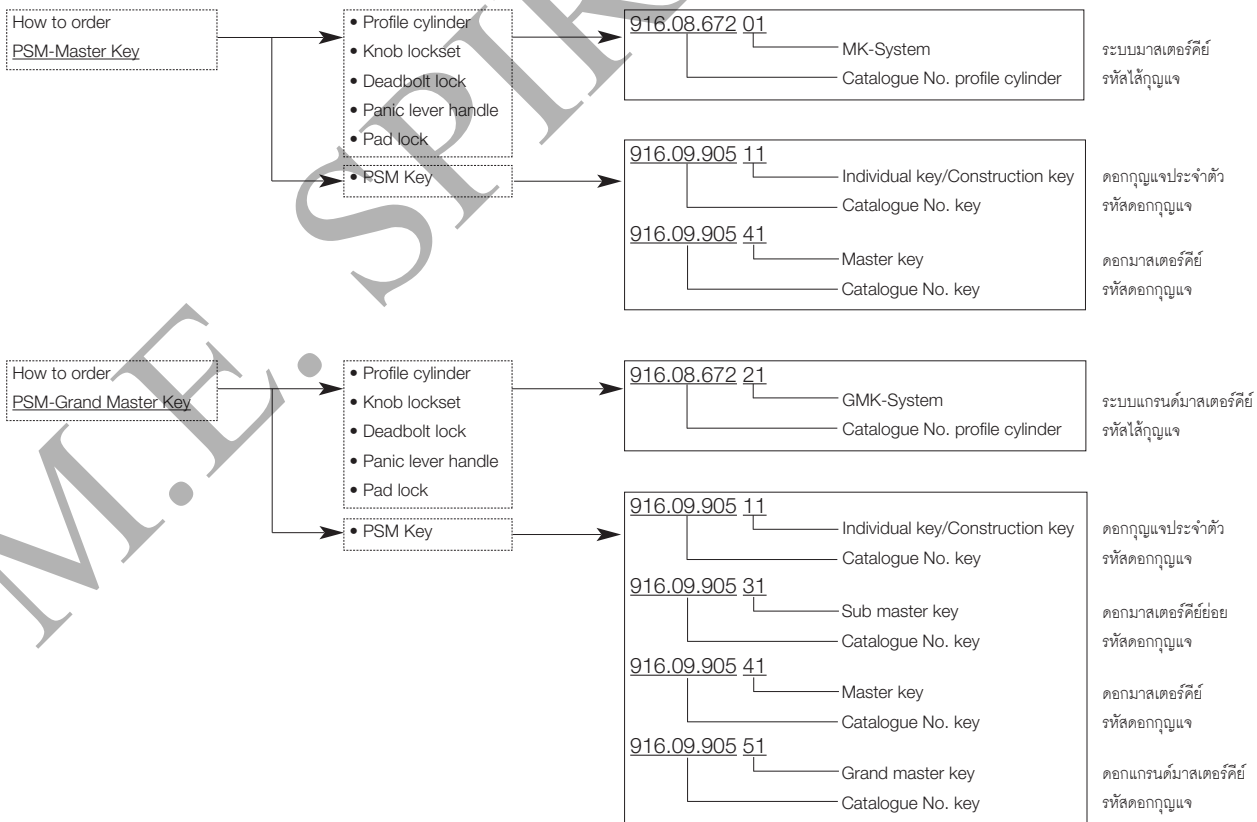 How to order
PSM-Master Key
• Profile cylinder
• Knob lockset
• Deadbolt lock
• Panic lever handle
• Pad lock
• PSM Key
916.08.672 01
MK-System ระบบมาสเตอร์คีย์
Catalogue No. profile cylinder รหัสไส้กุญแจ
916.09.905 11
Individual key/Construction key ดอกกุญแจประจำตัว
Catalogue No. key รหัสดอกกุญแจ
916.09.905 41
Master key ดอกมาสเตอร์คีย์
Catalogue No. key รหัสดอกกุญแจ
How to order
PSM-Grand Master Key
• Profile cylinder
• Knob lockset
• Deadbolt lock
• Panic lever handle
• Pad lock
• PSM Key
916.08.672 21
GMK-System ระบบแกรนด์มาสเตอร์คีย์
Catalogue No. profile cylinder รหัสไส้กุญแจ
916.09.905 11
Individual key/Construction key ดอกกุญแจประจำตัว
Catalogue No. key รหัสดอกกุญแจ
916.09.905 31
Sub master key ดอกมาสเตอร์คีย์ย่อย
Catalogue No. key รหัสดอกกุญแจ
916.09.905 41
Master key ดอกมาสเตอร์คีย์
Catalogue No. key รหัสดอกกุญแจ
916.09.905 51
Grand master key ดอกแกรนด์มาสเตอร์คีย์
Catalogue No. key รหัสดอกกุญแจ
M.E. SPIR